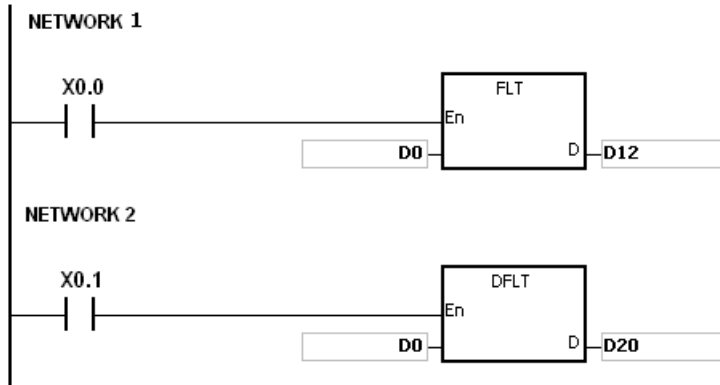 NETWORK 1
X0.0
FLT
En
D0 D D12
NETWORK 2
X0.1
DFLT
En
D0 D D20